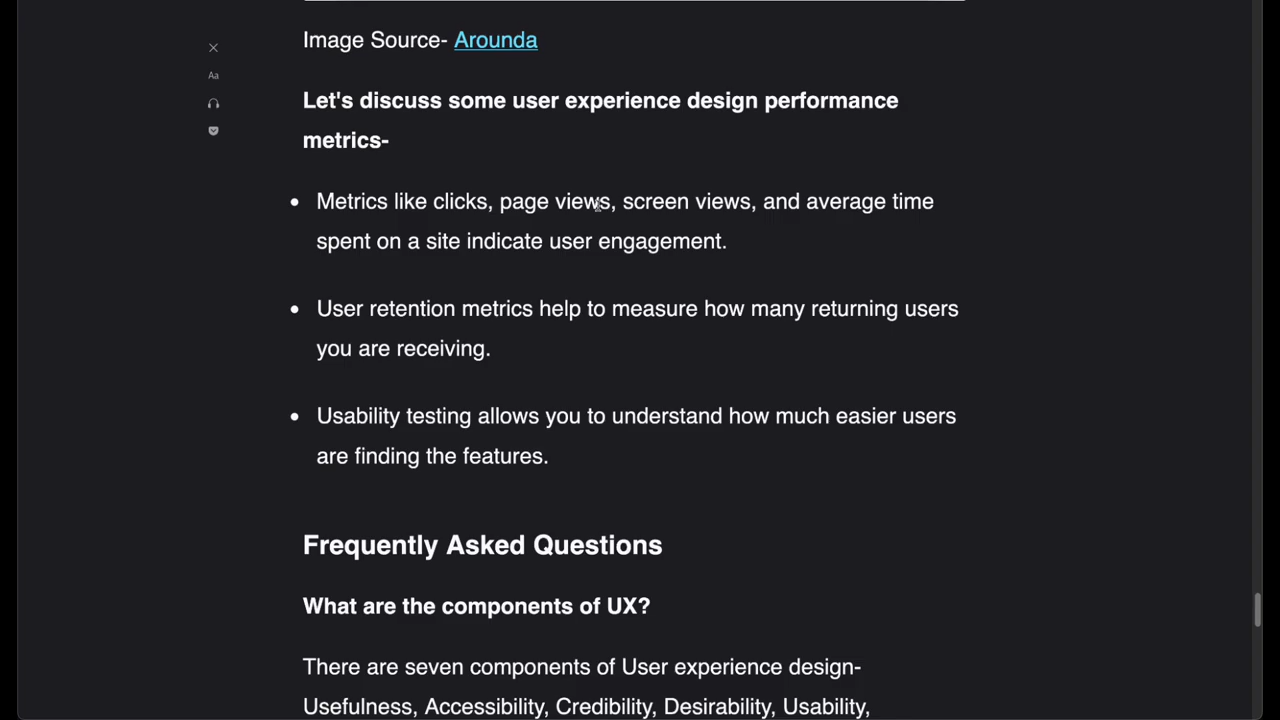 Image Source- Arounda
Aa
Let's discuss some user experience design performance
metrics-
Metrics like clicks, page views, screen views, and average time
spent on a site indicate user engagement.
User retention metrics help to measure how many returning users
you are receiving.
Usability testing allows you to understand how much easier users
are finding the features.
Frequently Asked Questions
What are the components of UX?
There are seven components of User experience design-
Usefulness, Accessibility, Credibility, Desirability, Usability,